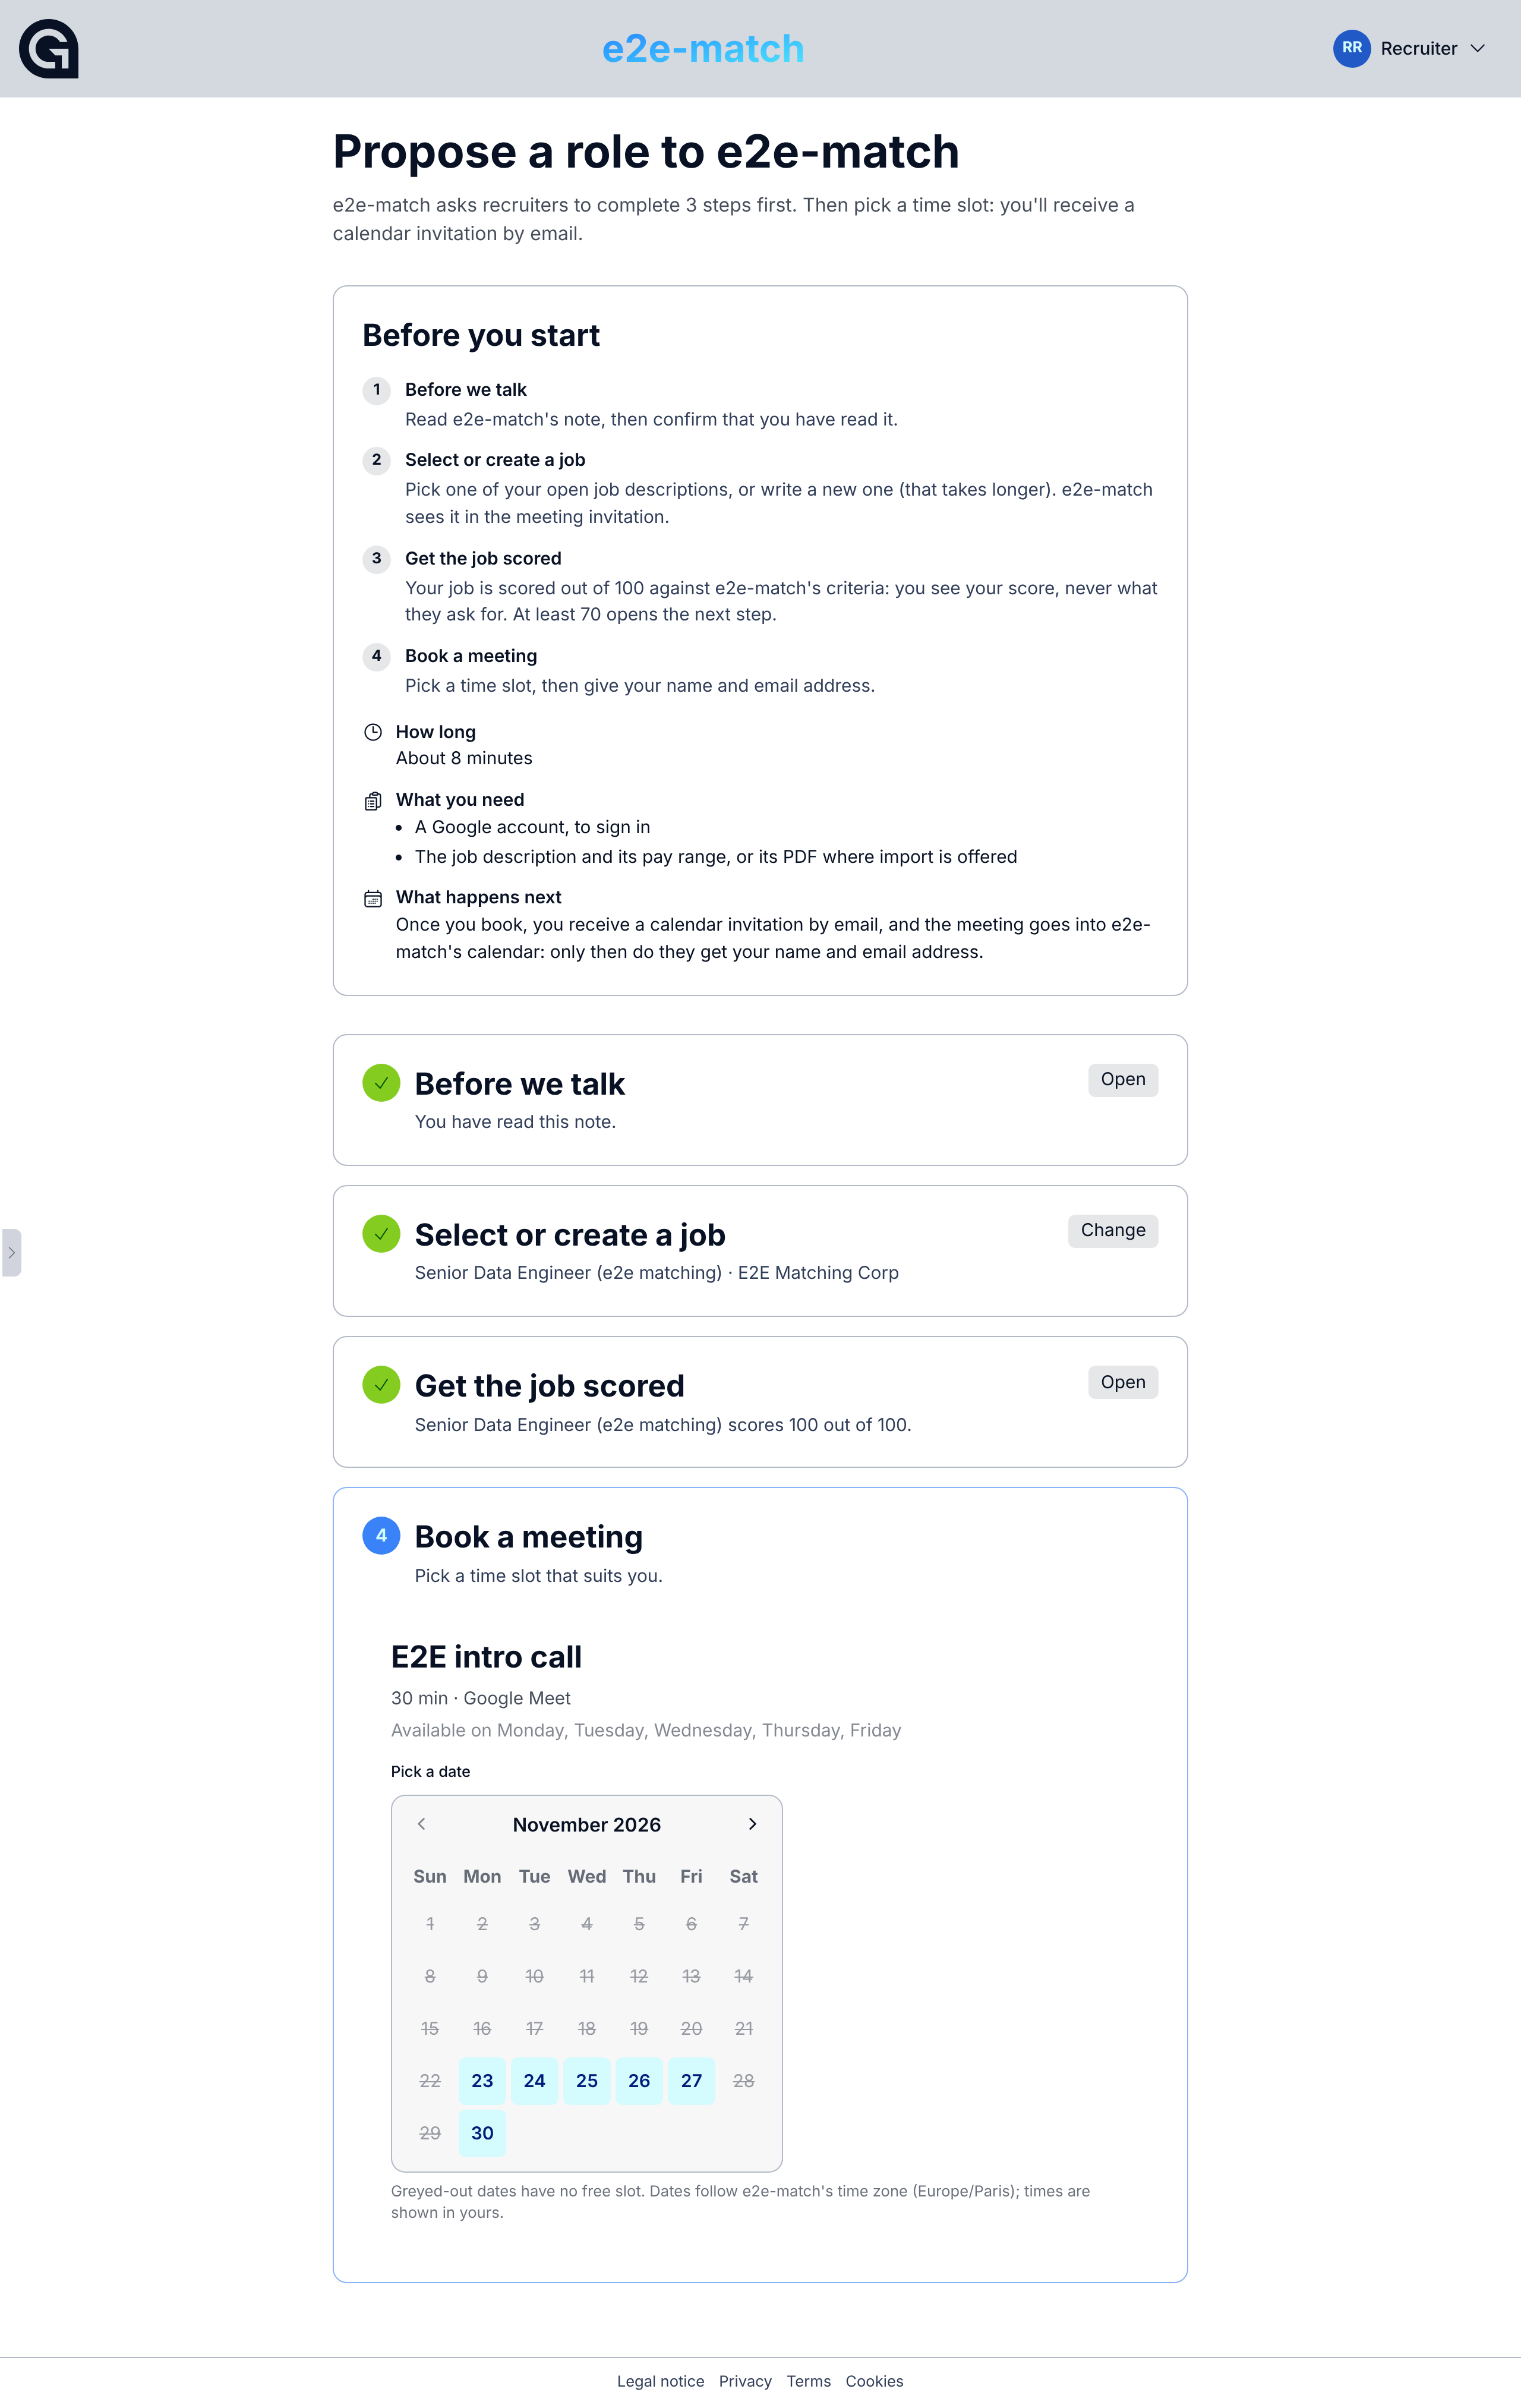 e2e-match
RR Recruiter
Propose a role to e2e-match
e2e-match asks recruiters to complete 3 steps first. Then pick a time slot: you'll receive a
calendar invitation by email.
Before you start
1 Before we talk
Read e2e-match's note, then confirm that you have read it.
2 Select or create a job
Pick one of your open job descriptions, or write a new one (that takes longer). e2e-match
sees it in the meeting invitation.
3 Get the job scored
Your job is scored out of 100 against e2e-match's criteria: you see your score, never what
they ask for. At least 70 opens the next step.
4 Book a meeting
Pick a time slot, then give your name and email address.
How long
About 8 minutes
What you need
• A Google account, to sign in
• The job description and its pay range, or its PDF where import is offered
What happens next
Once you book, you receive a calendar invitation by email, and the meeting goes into e2e-
match's calendar: only then do they get your name and email address.
Before we talk
Open
You have read this note.
Select or create a job
Change
Senior Data Engineer (e2e matching) · E2E Matching Corp
Get the job scored
Open
Senior Data Engineer (e2e matching) scores 100 out of 100.
4 Book a meeting
Pick a time slot that suits you.
E2E intro call
30 min · Google Meet
Available on Monday, Tuesday, Wednesday, Thursday, Friday
Pick a date
November 2026
Sun Mon Tue Wed Thu Fri Sat
1 2 3 4 5 6 7
8 9 10 11 12 13 14
15 16 17 18 19 20 21
22 23 24 25 26 27 28
29 30
Greyed-out dates have no free slot. Dates follow e2e-match's time zone (Europe/Paris); times are
shown in yours.
Legal notice Privacy Terms Cookies